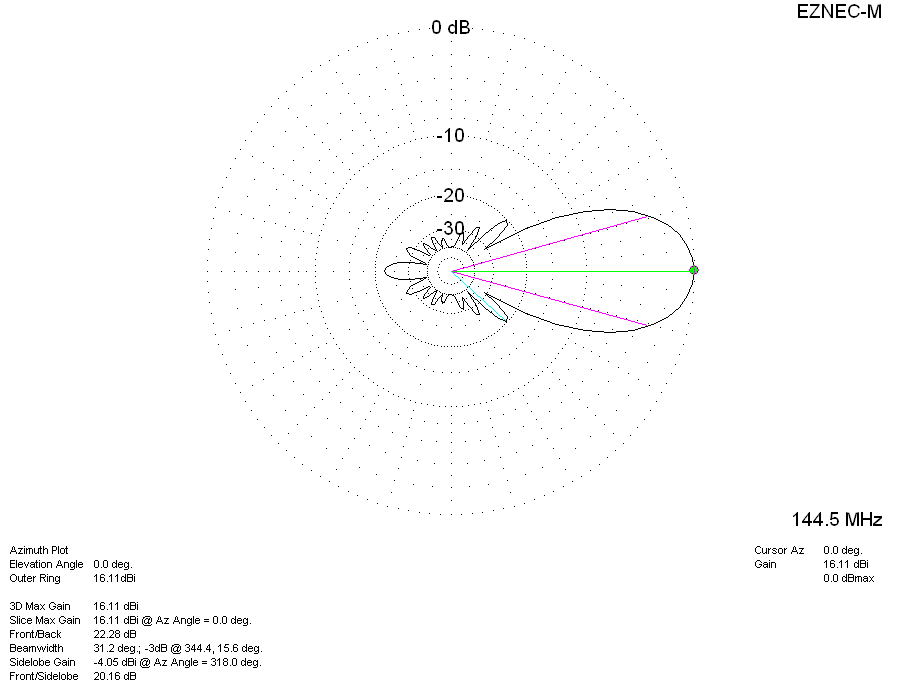 EZNEC-M
0 dB
-10
-20
-30
144.5 MHz
Azimuth Plot
Elevation Angle 0.0 deg.
Outer Ring 16.11dBi
Cursor Az 0.0 deg.
Gain 16.11 dBi
0.0 dBmax
3D Max Gain 16.11 dBi
Slice Max Gain 16.11 dBi @ Az Angle = 0.0 deg.
Front/Back 22.28 dB
Beamwidth 31.2 deg.; -3dB @ 344.4, 15.6 deg.
Sidelobe Gain -4.05 dBi @ Az Angle = 318.0 deg.
Front/Sidelobe 20.16 dB